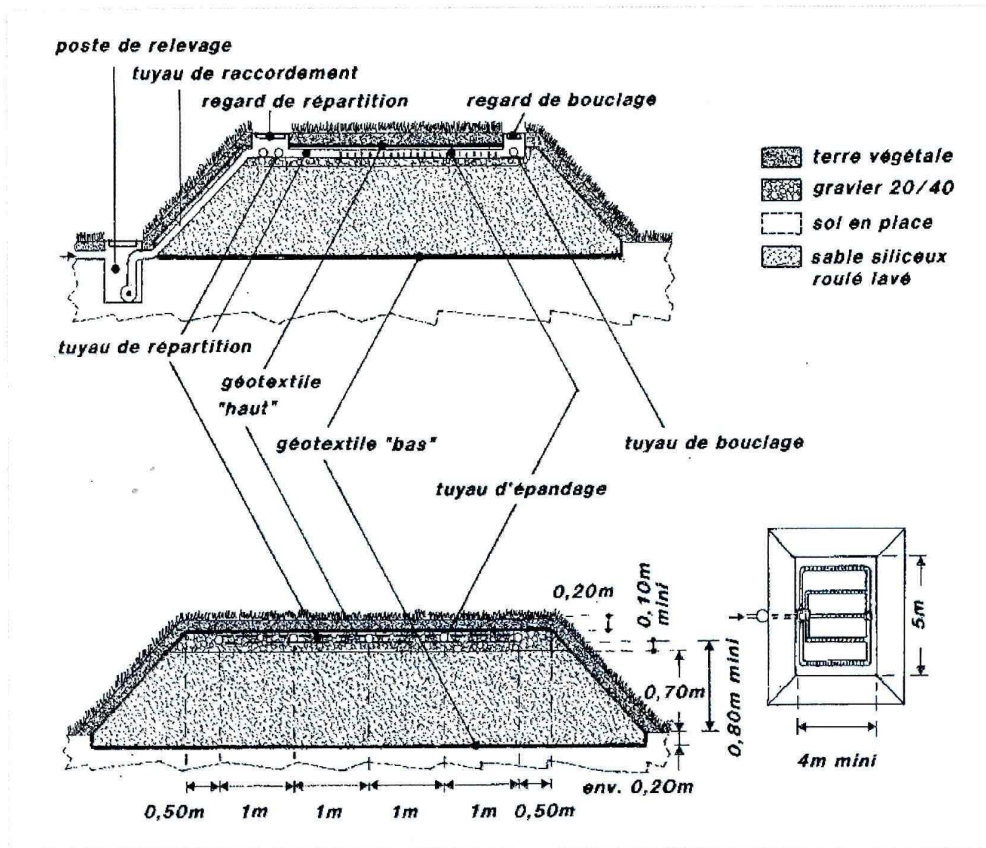 poste de relevage
tuyau de raccordement
regard de répartition
regard de bouclage
terre végétale
gravier 20/40
sol en place
sable siliceux
roulé lavé
tuyau de répartition
géotextile
"haut"
géotextile "bas"
tuyau de bouclage
tuyau d'épandage
0,20m
0,10m
mini
0,70m
0,80m mini
5m
4m mini
env. 0,20m
0,50m 1m 1m 1m 1m 0,50m